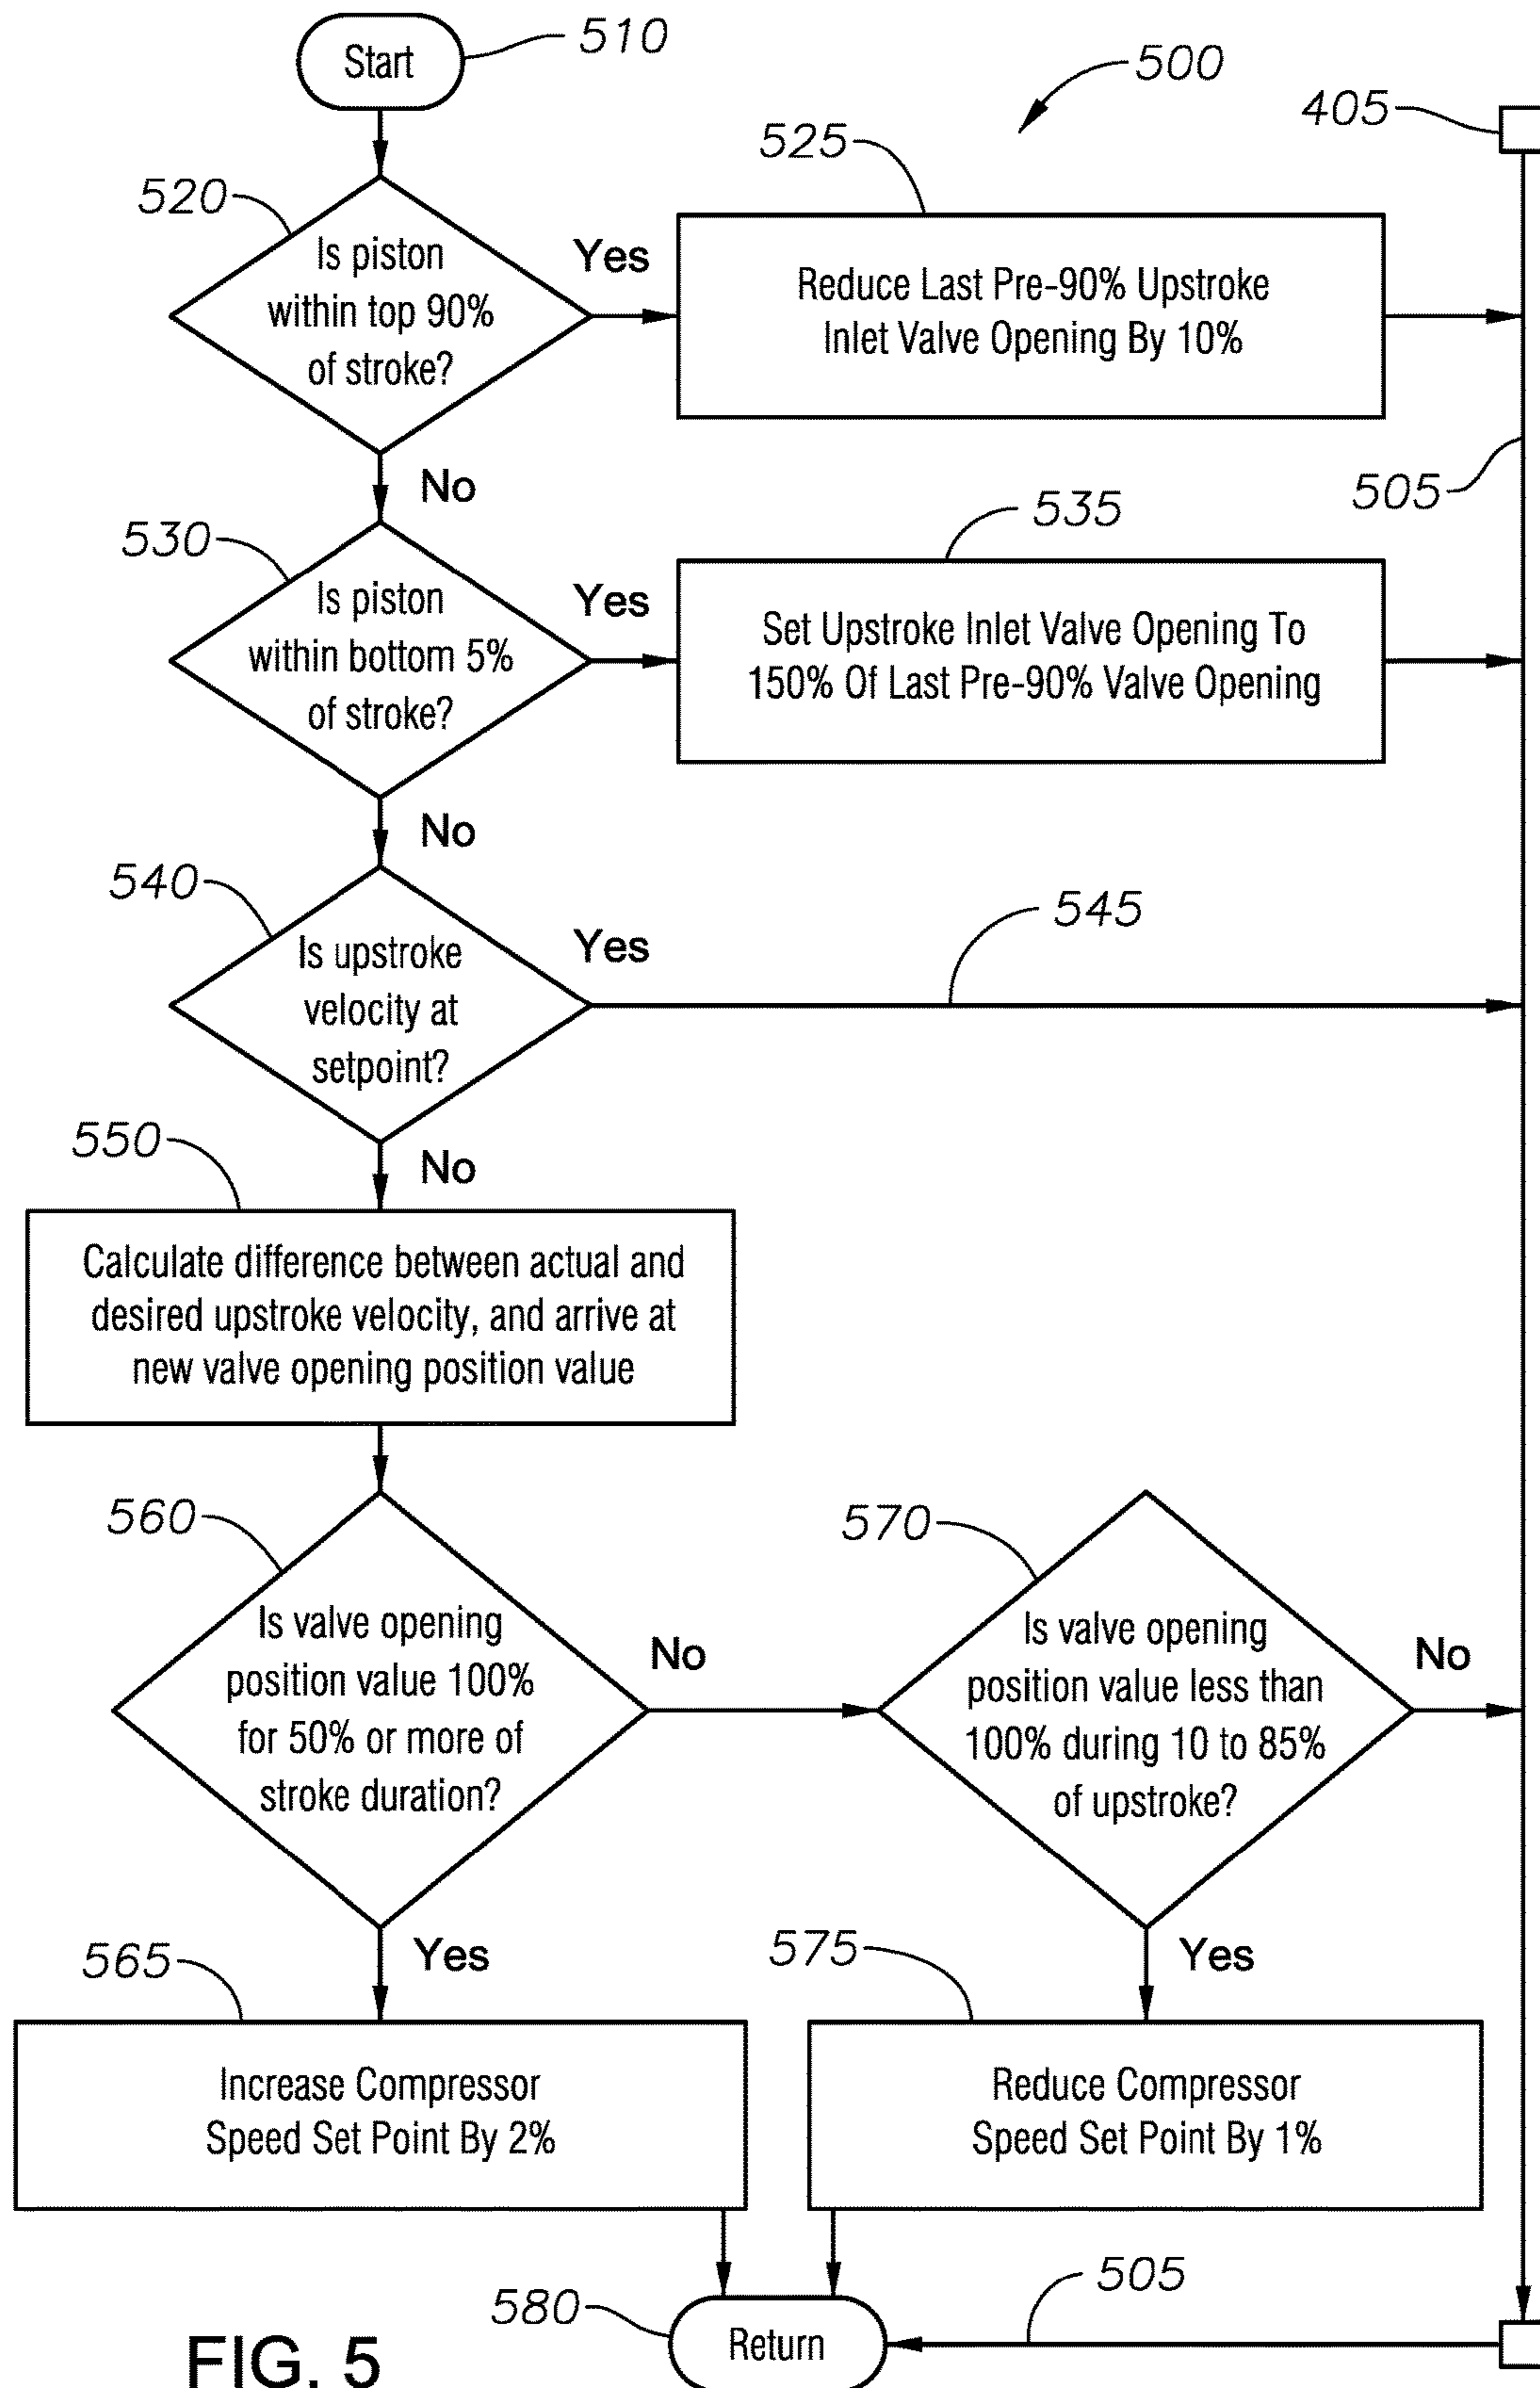 Start
510
500
405
520
525
Is piston
within top 90%
of stroke?
Yes
Reduce Last Pre-90% Upstroke
Inlet Valve Opening By 10%
No
505
530
535
Is piston
within bottom 5%
of stroke?
Yes
Set Upstroke Inlet Valve Opening To
150% Of Last Pre-90% Valve Opening
No
540
545
Is upstroke
velocity at
setpoint?
Yes
No
550
Calculate difference between actual and
desired upstroke velocity, and arrive at
new valve opening position value
560
570
Is valve opening
position value 100%
for 50% or more of
stroke duration?
No
Is valve opening
position value less than
100% during 10 to 85%
of upstroke?
No
Yes
Yes
565
575
Increase Compressor
Speed Set Point By 2%
Reduce Compressor
Speed Set Point By 1%
505
580
Return
FIG. 5